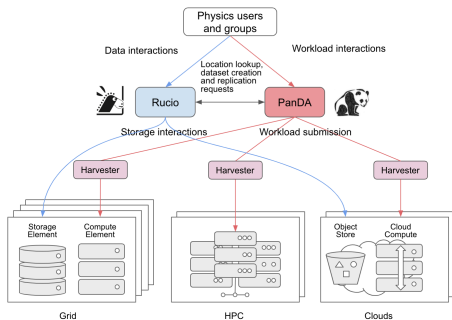 Physics users
and groups
Data interactions
Workload interactions
Location lookup,
dataset creation
and replication
requests
Rucio
PanDA
Storage interactions
Workload submission
Harvester
Harvester
Harvester
Storage
Element
Compute
Element
Object
Store
Cloud
Compute
Grid
HPC
Clouds